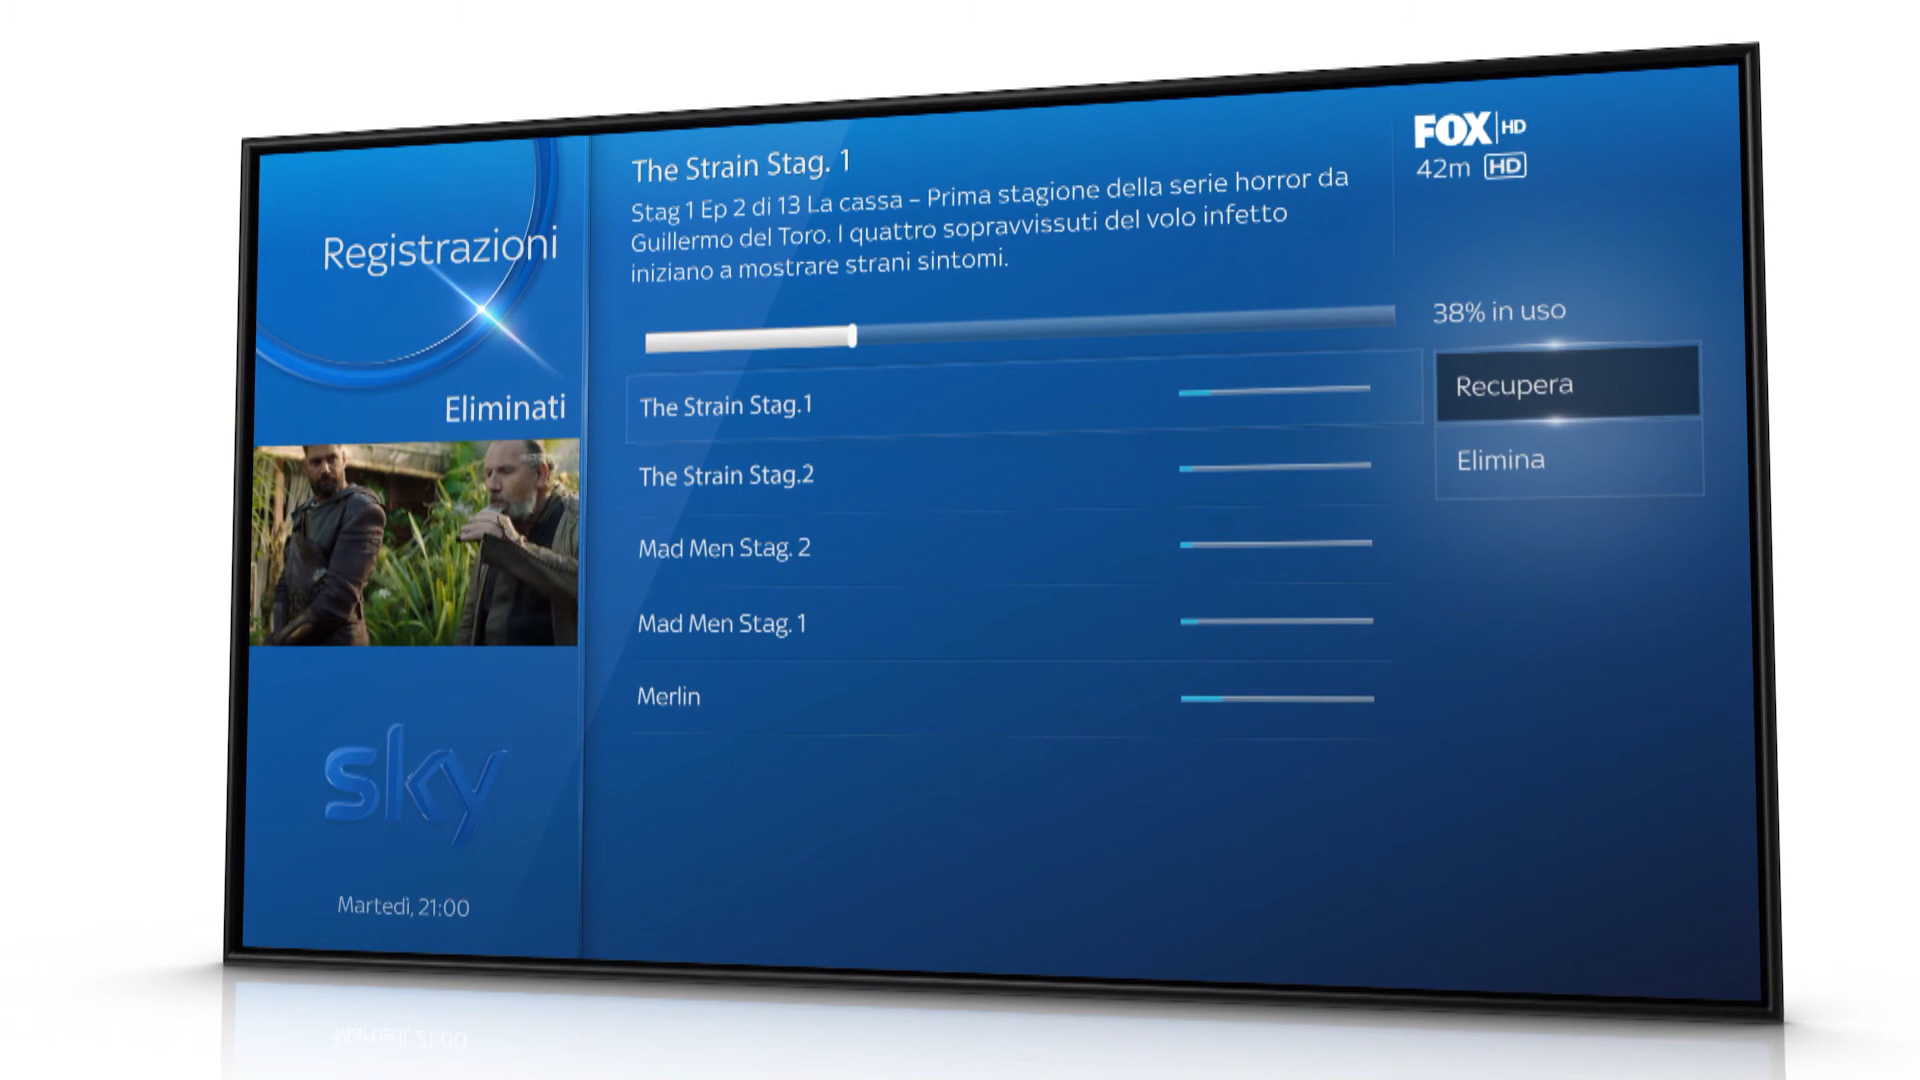 Registrazioni
Eliminati
sky
Martedì, 21:00
The Strain Stag. 1
Stag 1 Ep 2 di 13 La cassa – Prima stagione della serie horror da
Guillermo del Toro. I quattro sopravvissuti del volo infetto
iniziano a mostrare strani sintomi.
FOX HD
42m HD
38% in uso
The Strain Stag.1
The Strain Stag.2
Mad Men Stag. 2
Mad Men Stag. 1
Merlin
Recupera
Elimina